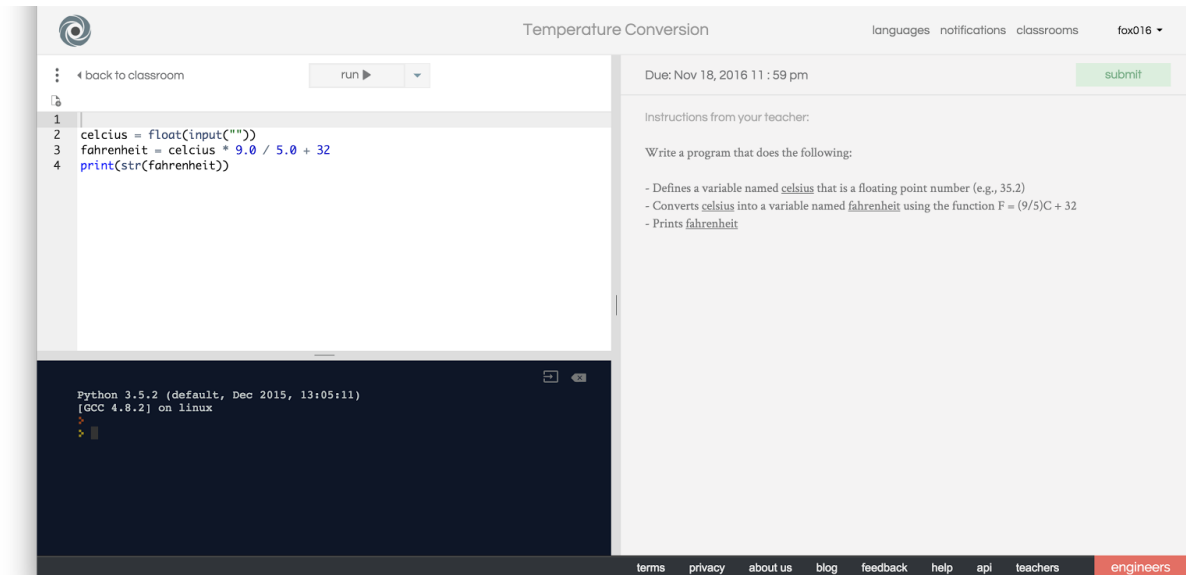 Temperature Conversion
languages notifications classrooms fox016
back to classroom
run
Due: Nov 18, 2016 11 : 59 pm
submit
1
2 celcius = float(input(""))
3 fahrenheit = celcius * 9.0 / 5.0 + 32
4 print(str(fahrenheit))
Instructions from your teacher:
Write a program that does the following:
- Defines a variable named celsius that is a floating point number (e.g., 35.2)
- Converts celsius into a variable named fahrenheit using the function F = (9/5)C + 32
- Prints fahrenheit
Python 3.5.2 (default, Dec 2015, 13:05:11)
[GCC 4.8.2] on linux
terms privacy about us blog feedback help api teachers engineers